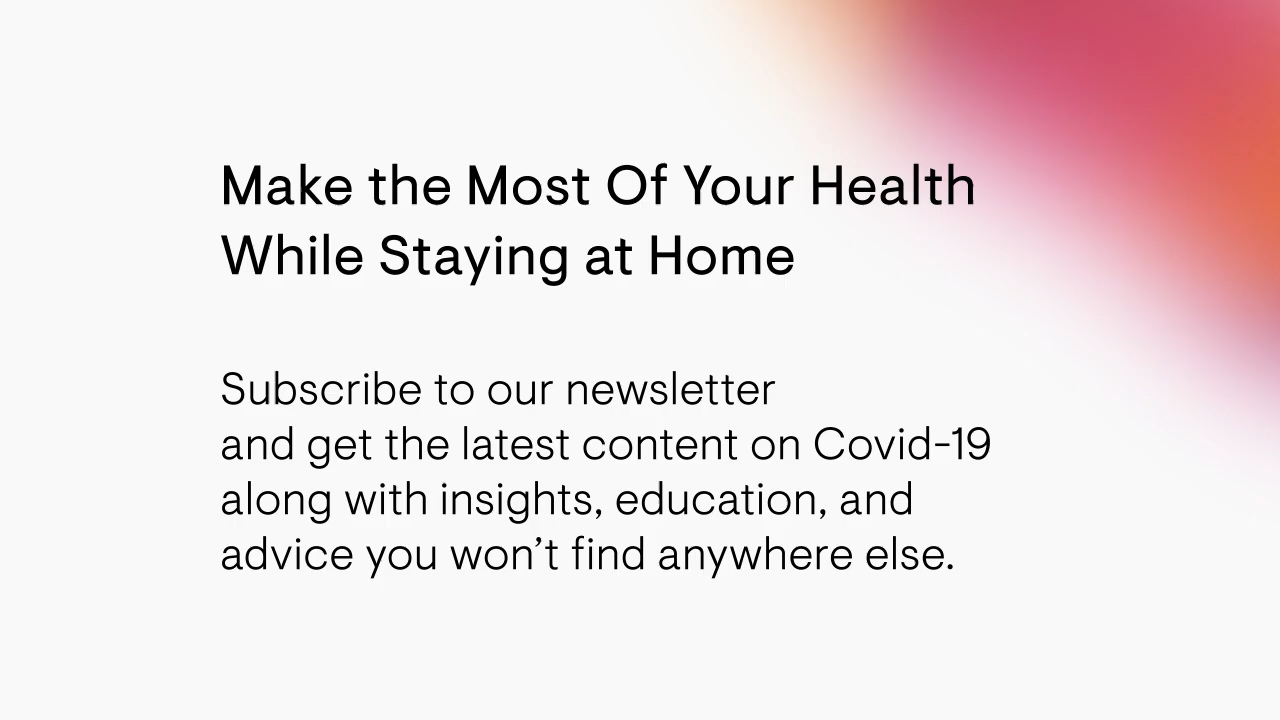 Make the Most Of Your Health
While Staying at Home
Subscribe to our newsletter
and get the latest content on Covid-19
along with insights, education, and
advice you won’t find anywhere else.